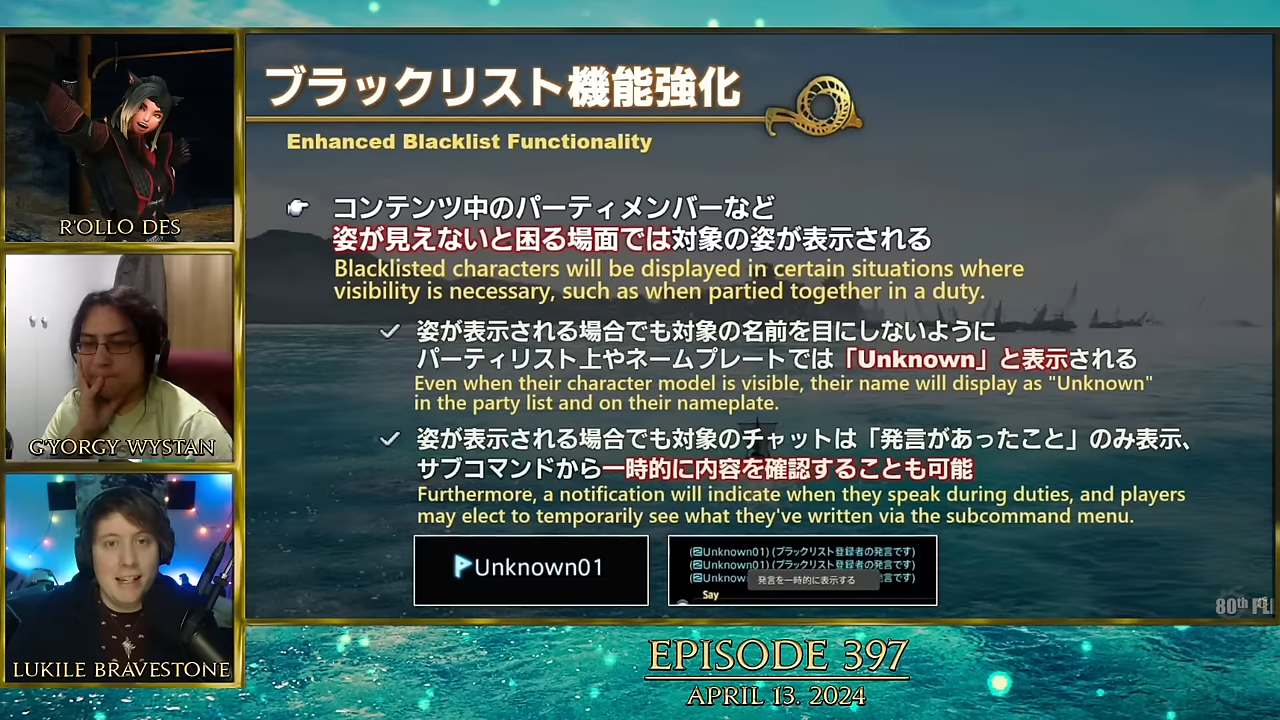 ブラックリスト機能強化
Enhanced Blacklist Functionality
コンテンツ中のパーティメンバーなど
姿が見えないと困る場面では対象の姿が表示される
Blacklisted characters will be displayed in certain situations where
visibility is necessary, such as when partied together in a duty.
姿が表示される場合でも対象の名前を目にしないように
パーティリスト上やネームプレートでは「Unknown」と表示される
Even when their character model is visible, their name will display as "Unknown"
in the party list and on their nameplate.
姿が表示される場合でも対象のチャットは「発言があったこと」のみ表示、
サブコマンドから一時的に内容を確認することも可能
Furthermore, a notification will indicate when they speak during duties, and players
may elect to temporarily see what they've written via the subcommand menu.
Unknown01
(Unknown01) (ブラックリスト登録者の発言です)
(Unknown01) (ブラックリスト登録者の発言です)
(Unknow 言です)
発言を一時的に表示する
Say
80th
R'OLLO DES
G'YORGY WYSTAN
LUKILE BRAVESTONE
EPISODE 397
APRIL 13. 2024